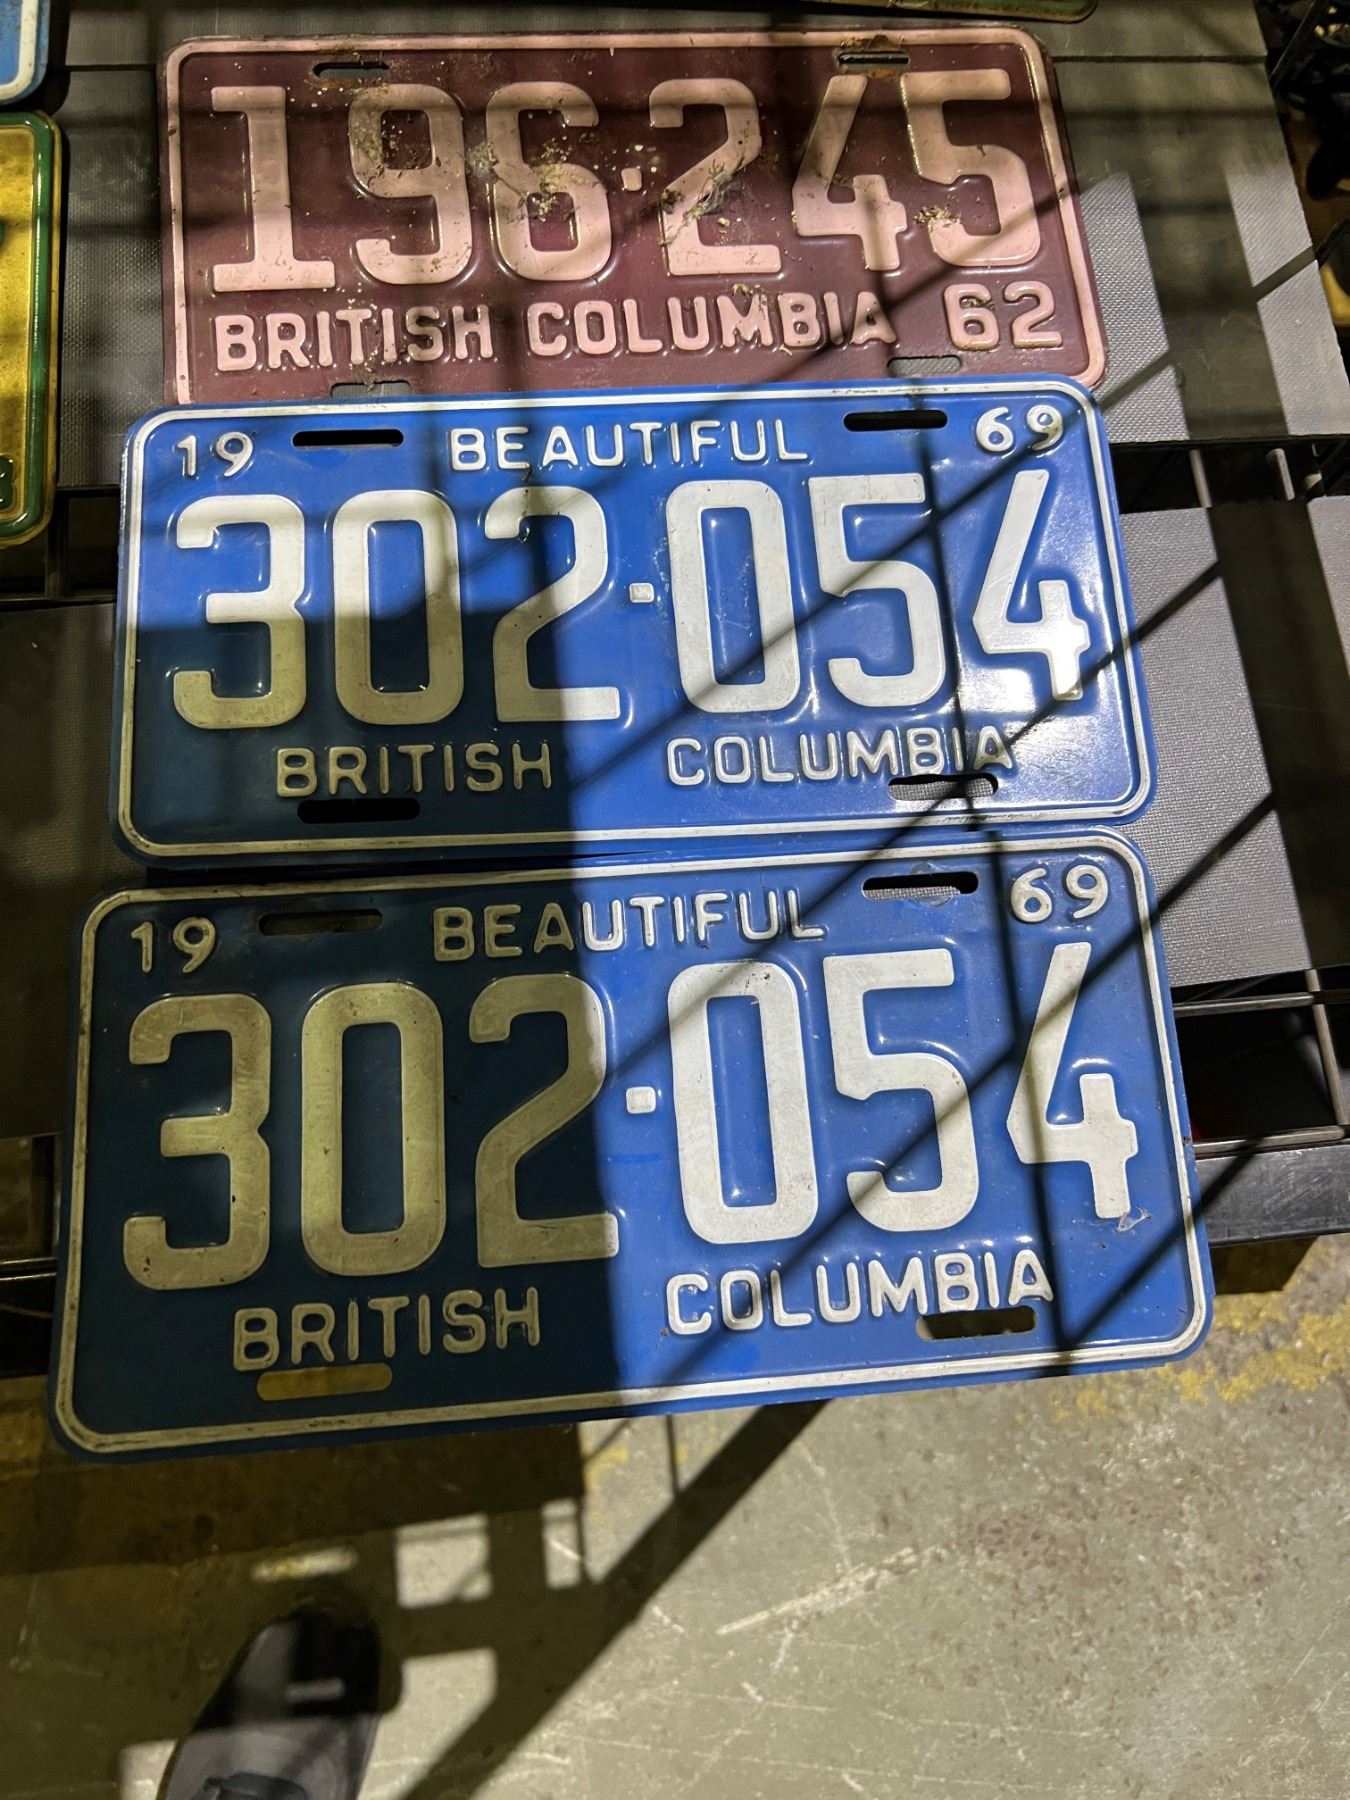 196·245
BRITISH COLUMBIA 62
19 BEAUTIFUL 69
302·054
BRITISH COLUMBIA
19 BEAUTIFUL 69
302·054
BRITISH COLUMBIA